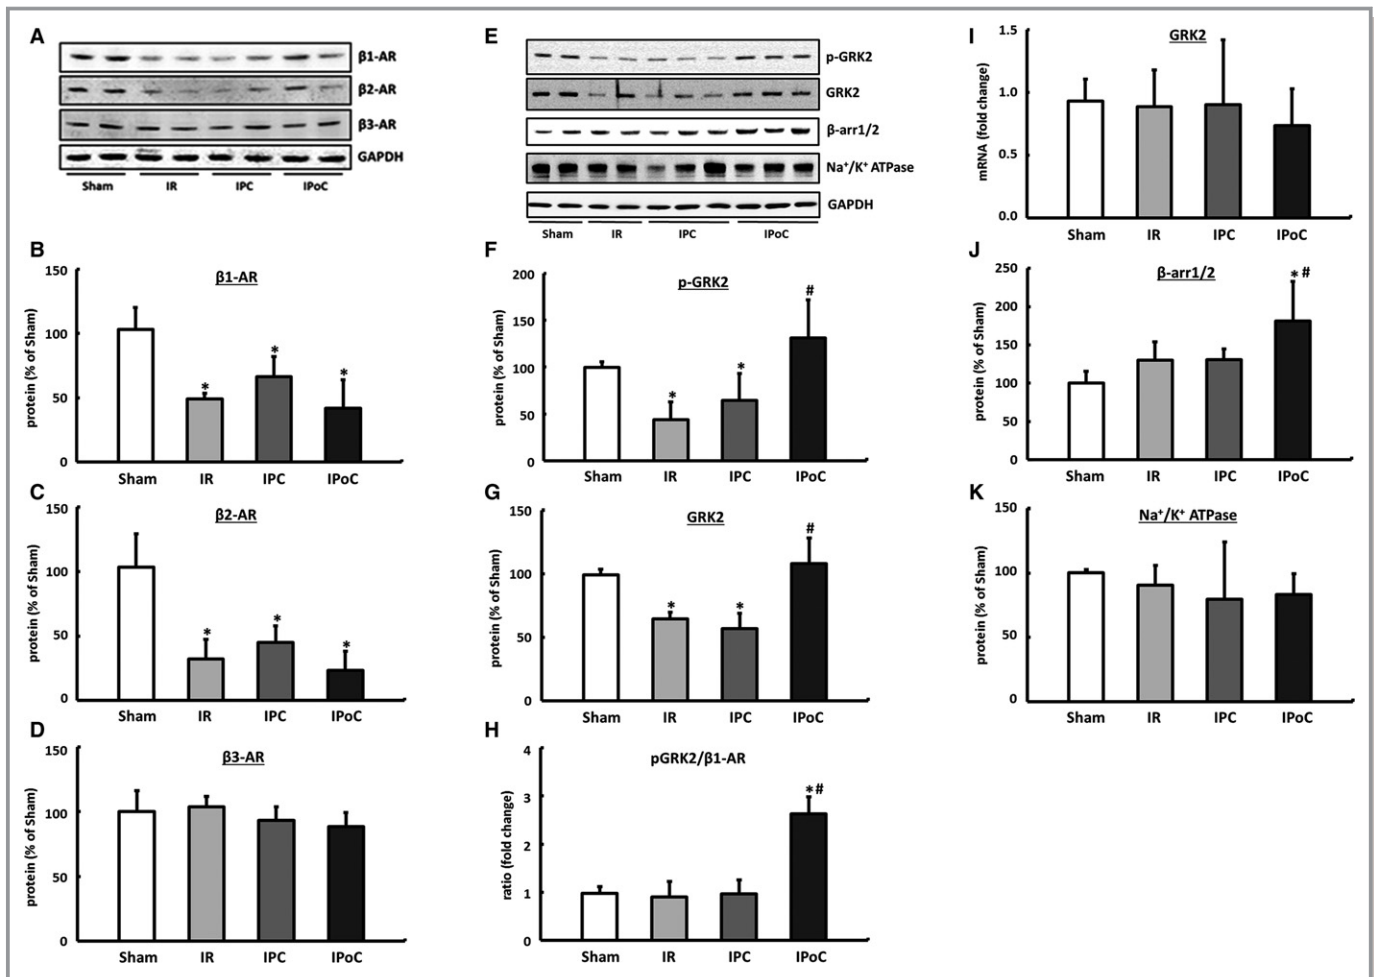 A
β1-AR
β2-AR
β3-AR
GAPDH
Sham IR IPC IPoC
B
β1-AR
protein (% of Sham)
150
100
50
0
*
*
*
Sham IR IPC IPoC
C
β2-AR
protein (% of Sham)
150
100
50
0
*
*
*
Sham IR IPC IPoC
D
β3-AR
protein (% of Sham)
150
100
50
0
Sham IR IPC IPoC
E
p-GRK2
GRK2
β-arr1/2
Na⁺/K⁺ ATPase
GAPDH
Sham IR IPC IPoC
F
p-GRK2
protein (% of Sham)
200
150
100
50
0
*
*
#
Sham IR IPC IPoC
G
GRK2
protein (% of Sham)
150
100
50
0
*
*
#
Sham IR IPC IPoC
H
pGRK2/β1-AR
ratio (fold change)
4
3
2
1
0
*#
Sham IR IPC IPoC
I
GRK2
mRNA (fold change)
1.5
1.0
0.5
0.0
Sham IR IPC IPoC
J
β-arr1/2
protein (% of Sham)
250
200
150
100
50
0
*#
Sham IR IPC IPoC
K
Na⁺/K⁺ ATPase
protein (% of Sham)
150
100
50
0
Sham IR IPC IPoC